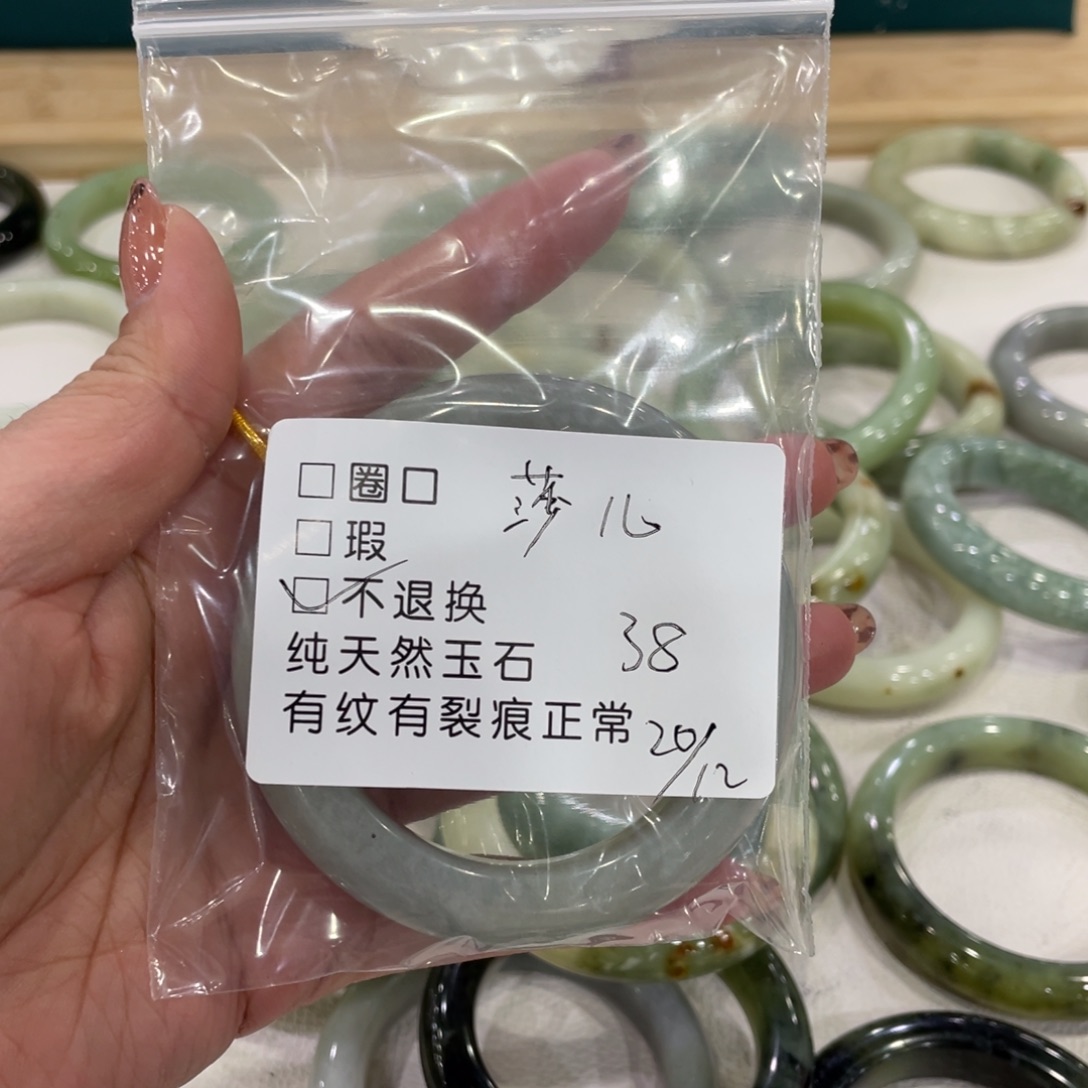 □圈口 莎儿
□瑕
☑不退换
纯天然玉石 38
有纹有裂痕正常 20/12